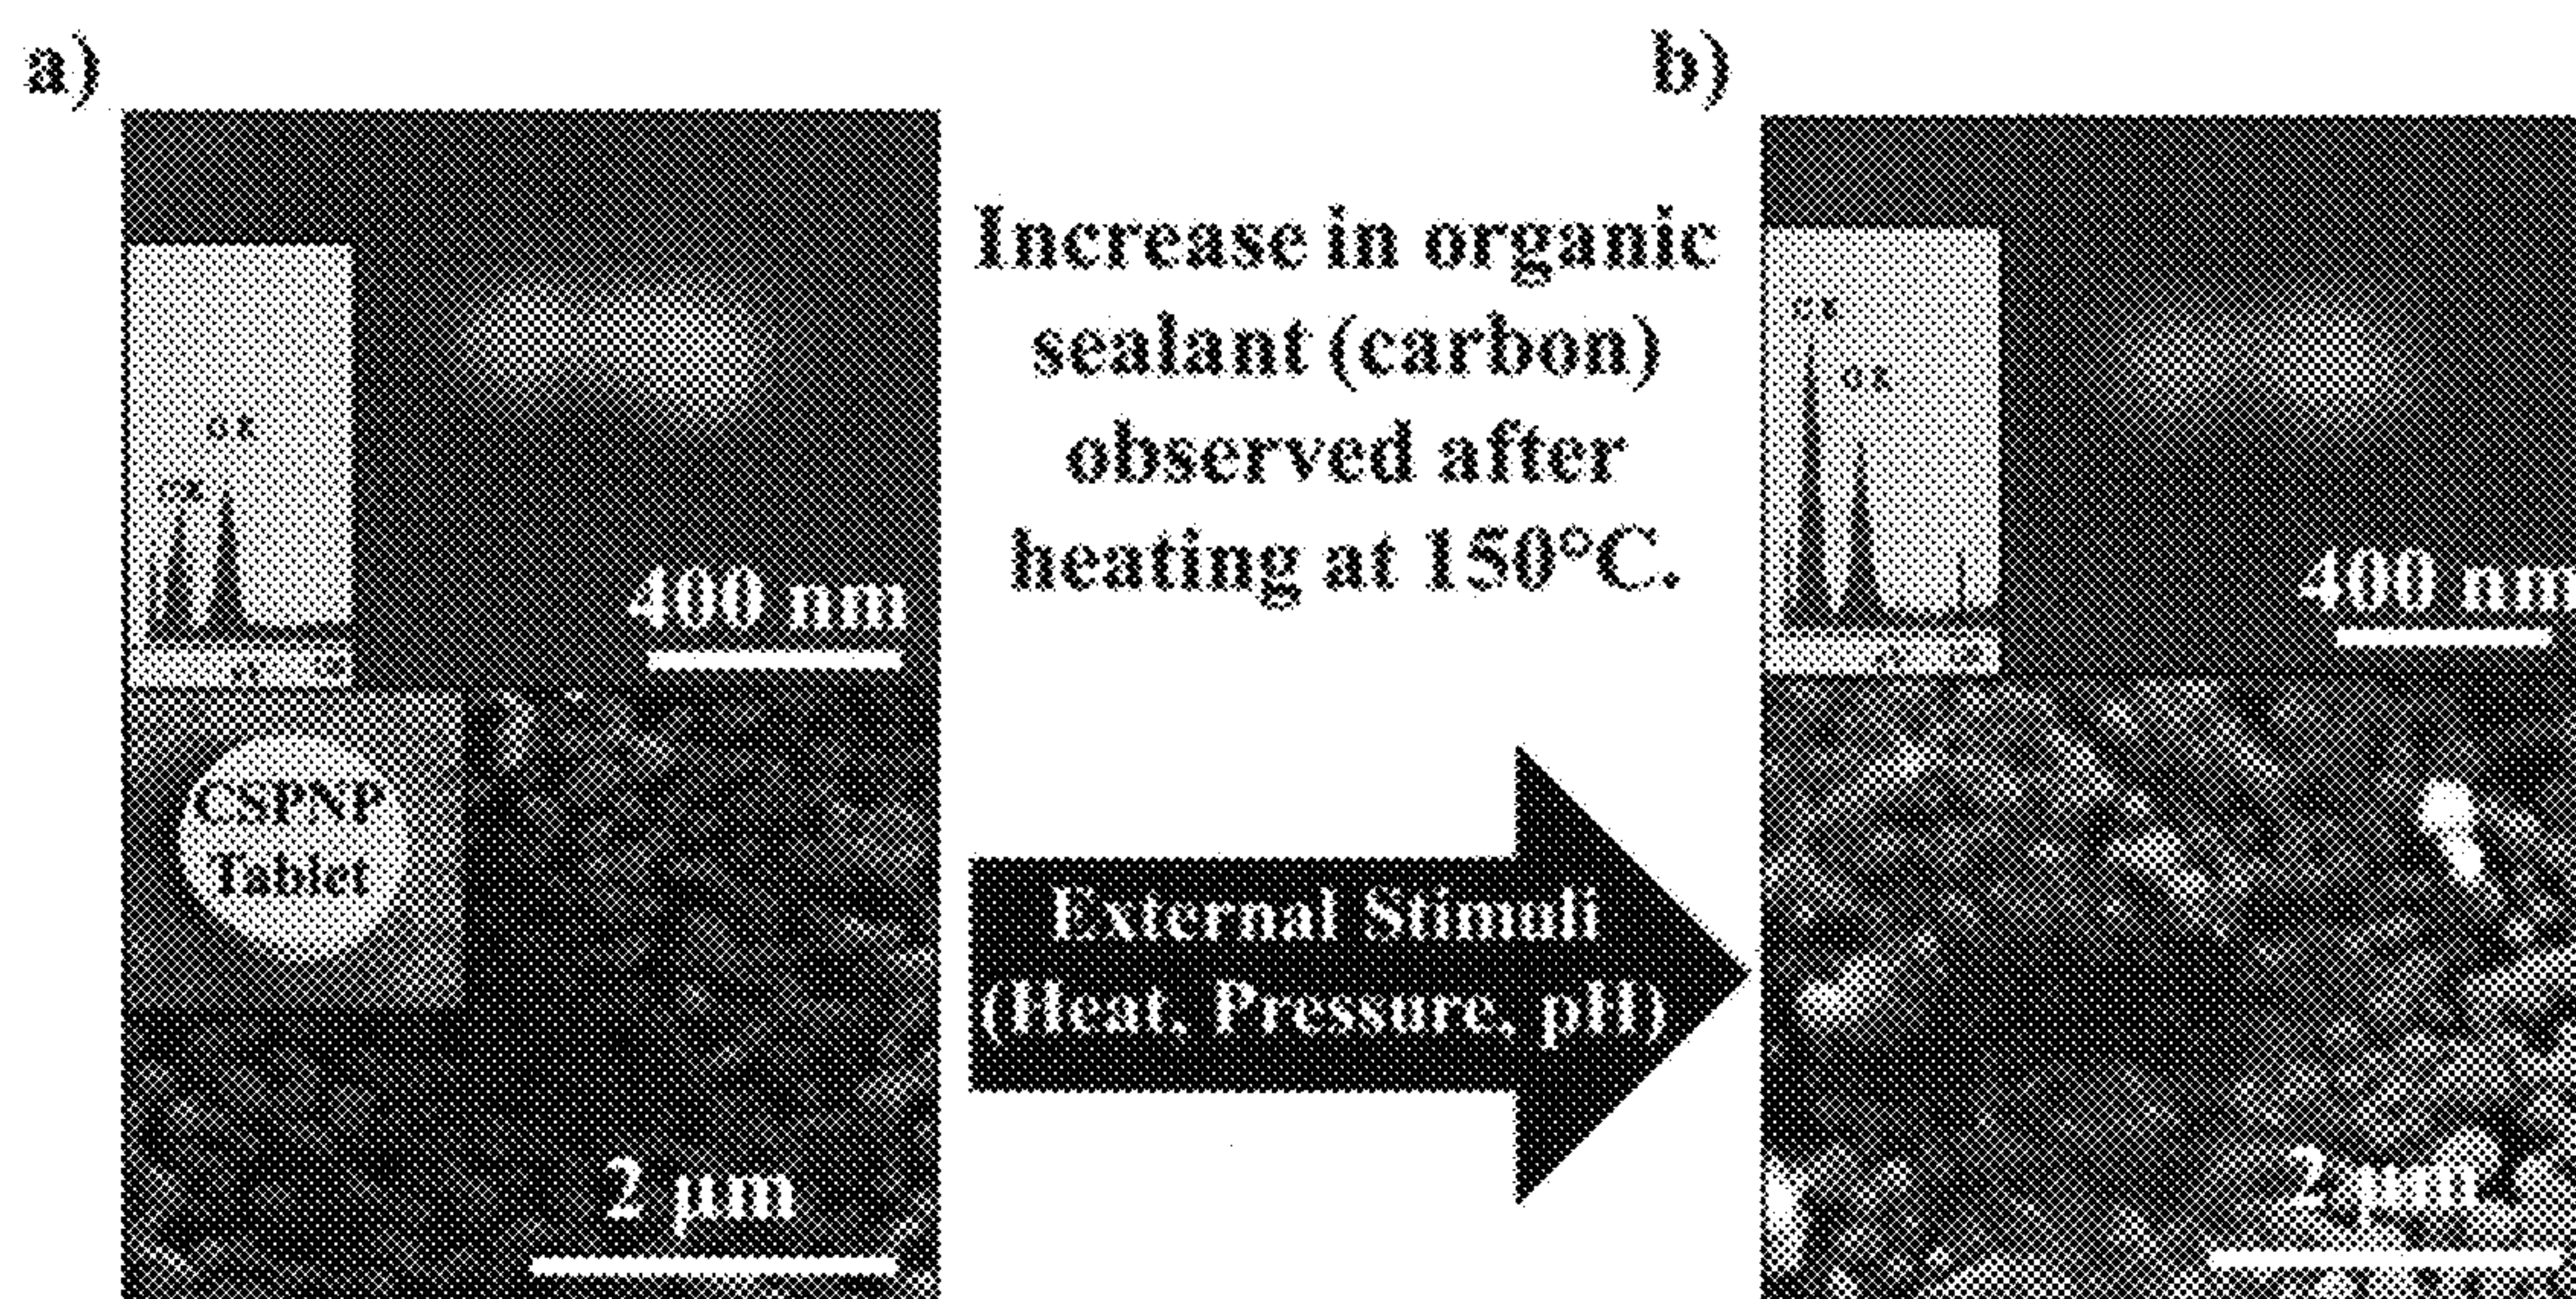 a)
b)
Increase in organic
sealant (carbon)
observed after
heating at 150°C.
400 nm
400 nm
CSPNP
Tablet
External Stimuli
(Heat, Pressure, pH)
2 µm
2 µm